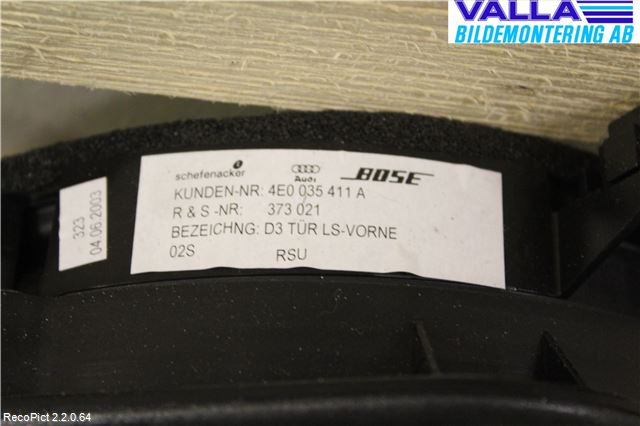 VALLA
BILDEMONTERING AB
schefenacker
Audi
BOSE
KUNDEN-NR: 4E0 035 411 A
R & S -NR: 373 021
BEZEICHNG: D3 TÜR LS-VORNE
02S RSU
323
04.06.2003
RecoPict 2.2.0.64